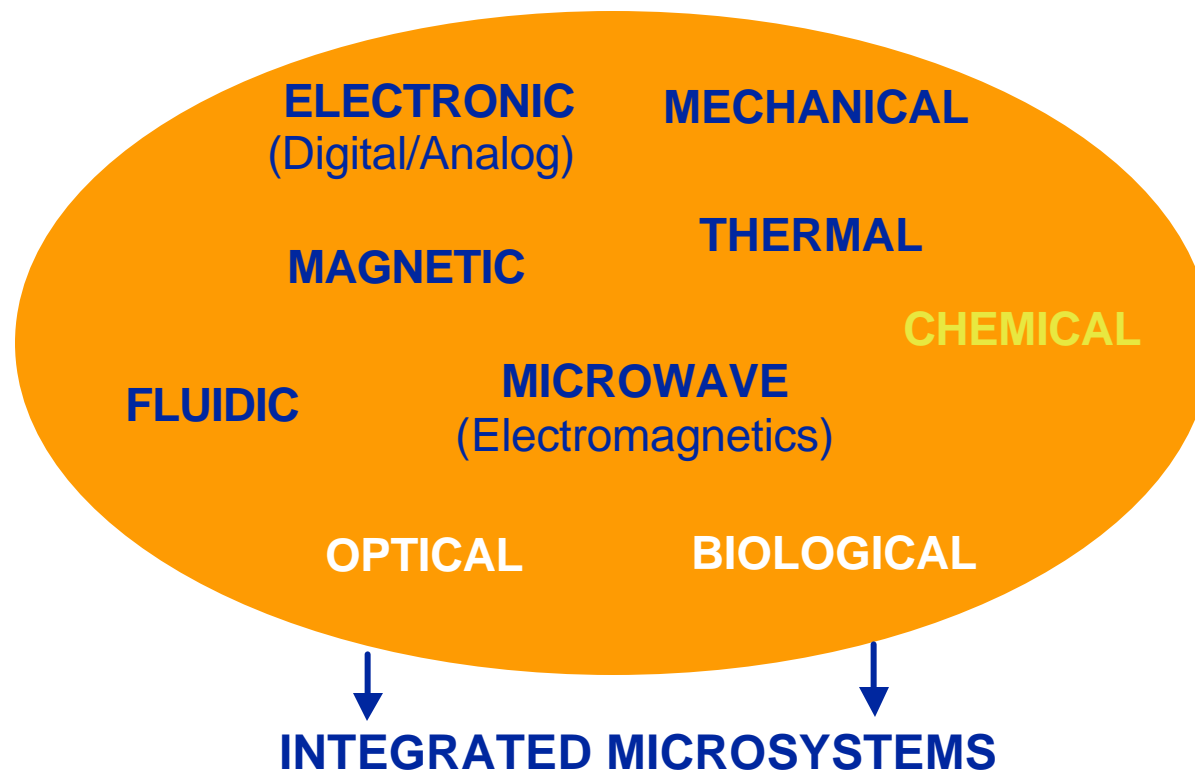 ELECTRONIC
(Digital/Analog)
MECHANICAL
THERMAL
MAGNETIC
CHEMICAL
MICROWAVE
(Electromagnetics)
FLUIDIC
OPTICAL
BIOLOGICAL
INTEGRATED MICROSYSTEMS